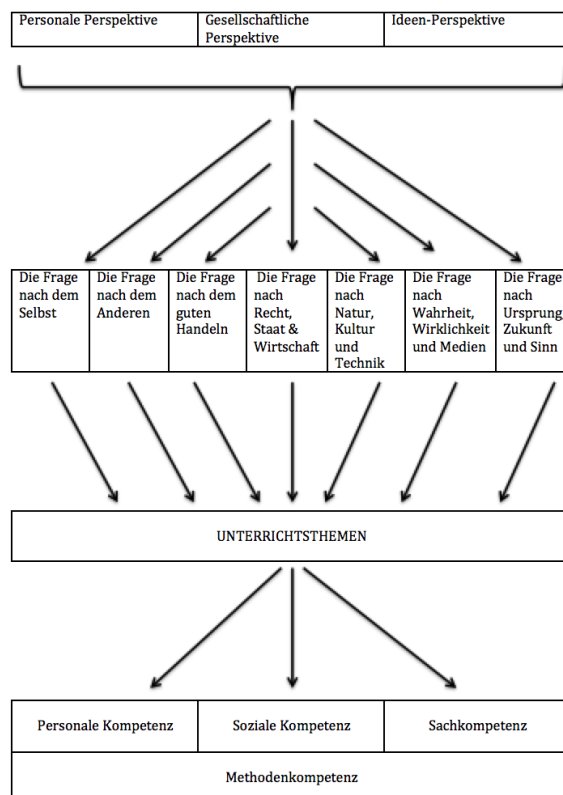 Personale Perspektive
Gesellschaftliche
Perspektive
Ideen-Perspektive
Die Frage
nach dem
Selbst
Die Frage
nach dem
Anderen
Die Frage
nach dem
guten
Handeln
Die Frage
nach
Recht,
Staat &
Wirtschaft
Die Frage
nach
Natur,
Kultur
und
Technik
Die Frage
nach
Wahrheit,
Wirklichkeit
und Medien
Die Frage
nach
Ursprung,
Zukunft
und Sinn
UNTERRICHTSTHEMEN
Personale Kompetenz
Soziale Kompetenz
Sachkompetenz
Methodenkompetenz